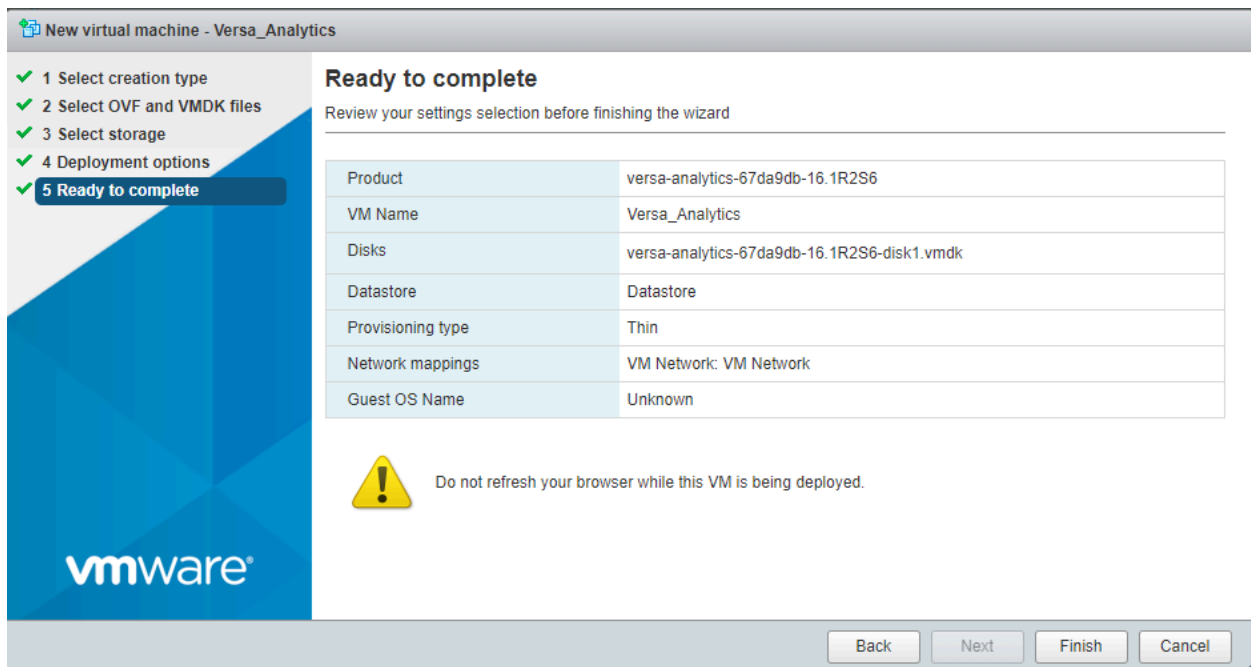 New virtual machine - Versa_Analytics
1 Select creation type
2 Select OVF and VMDK files
3 Select storage
4 Deployment options
5 Ready to complete
vmware®
Ready to complete
Review your settings selection before finishing the wizard
Product versa-analytics-67da9db-16.1R2S6
VM Name Versa_Analytics
Disks versa-analytics-67da9db-16.1R2S6-disk1.vmdk
Datastore Datastore
Provisioning type Thin
Network mappings VM Network: VM Network
Guest OS Name Unknown
Do not refresh your browser while this VM is being deployed.
Back Next Finish Cancel